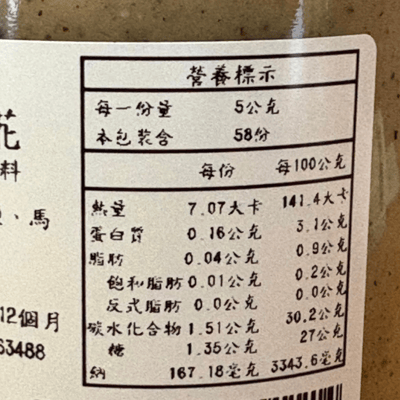 花
料
、馬
12個月
63488
營養標示
每一份量 5公克
本包裝含 58份
每份 每100公克
熱量 7.07大卡 141.4大卡
蛋白質 0.16公克 3.1公克
脂肪 0.04公克 0.9公克
飽和脂肪 0.01公克 0.2公克
反式脂肪 0.0公克 0.0公克
碳水化合物 1.51公克 30.2公克
糖 1.35公克 27公克
鈉 167.18毫克 3343.6毫克